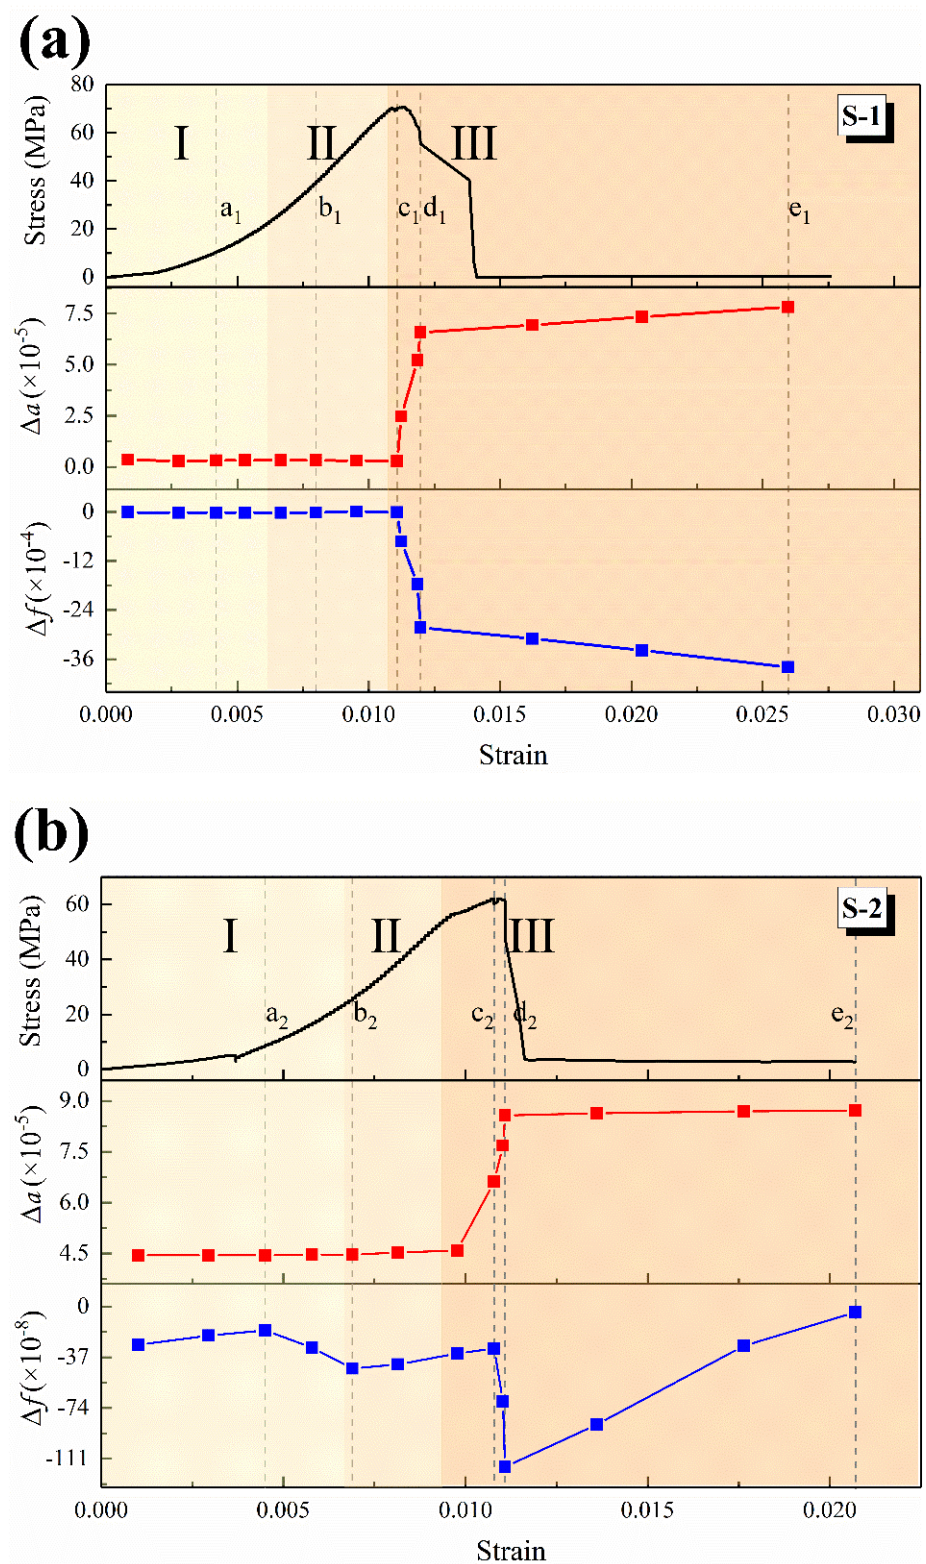 (a)
S-1
I
II
III
a1
b1
c1
d1
e1
Stress (MPa)
80
60
40
20
0
Δa (×10-5)
7.5
5.0
2.5
0.0
Δf (×10-4)
0
-12
-24
-36
0.000
0.005
0.010
0.015
0.020
0.025
0.030
Strain
(b)
S-2
I
II
III
a2
b2
c2
d2
e2
Stress (MPa)
60
40
20
0
Δa (×10-5)
9.0
7.5
6.0
4.5
Δf (×10-8)
0
-37
-74
-111
0.000
0.005
0.010
0.015
0.020
Strain